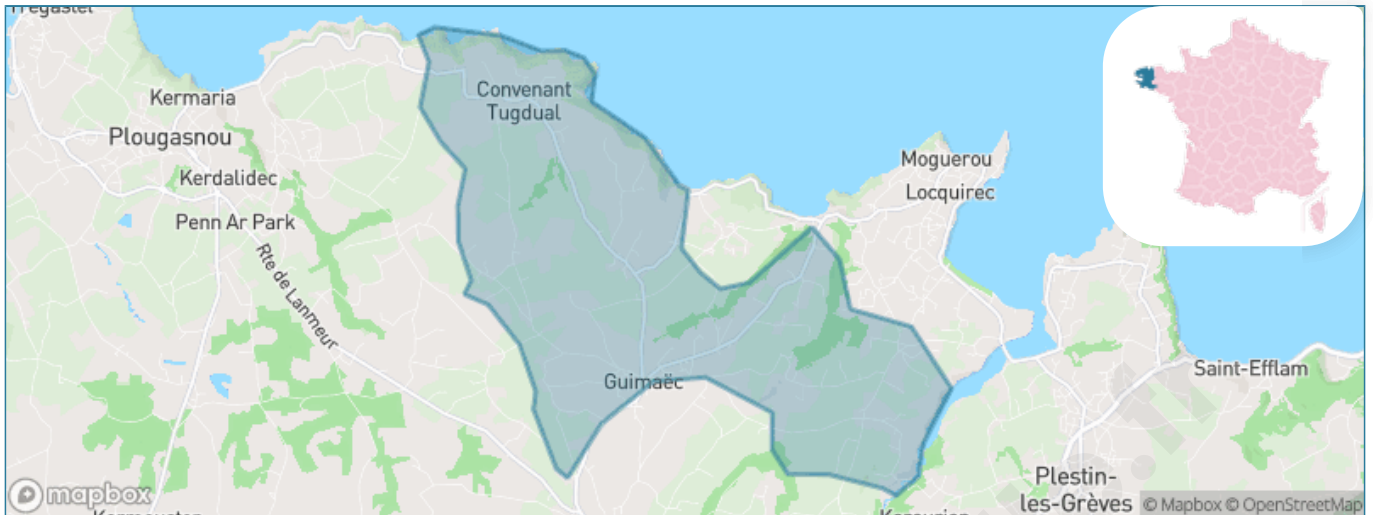 Trégastel
Kermaria
Plougasnou
Kerdalidec
Penn Ar Park
Rte de Lanmeur
Convenant
Tugdual
Moguerou
Locquirec
Guimaëc
Saint-Efflam
Plestin-
les-Grèves
mapbox
© Mapbox © OpenStreetMap